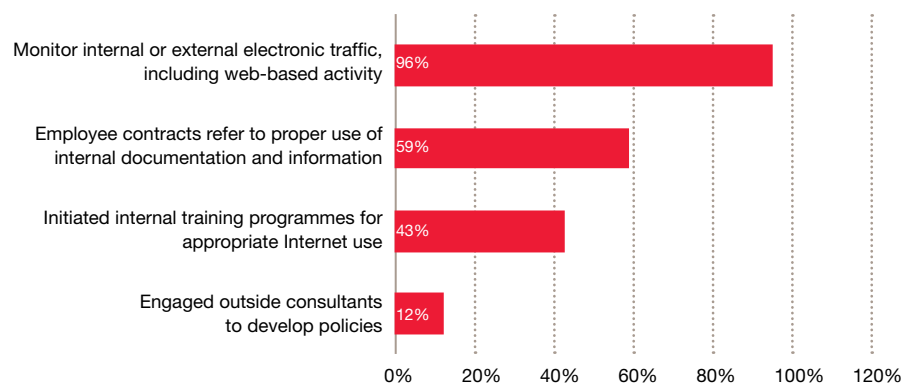 Monitor internal or external electronic traffic,
including web-based activity
96%
Employee contracts refer to proper use of
internal documentation and information
59%
Initiated internal training programmes for
appropriate Internet use
43%
Engaged outside consultants
to develop policies
12%
0% 20% 40% 60% 80% 100% 120%